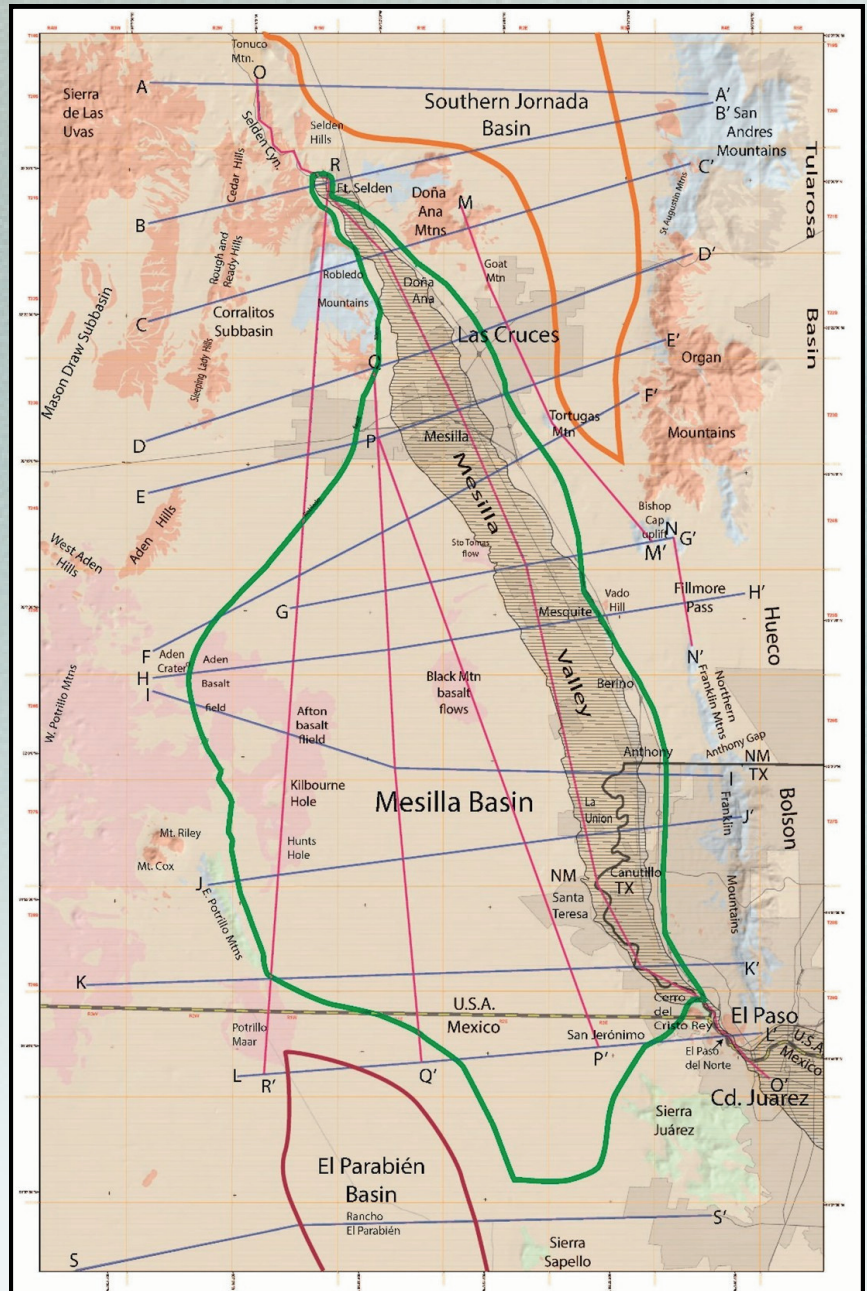 Tonuco
Mtn.
O
A
A'
Sierra
de Las
Uvas
Southern Jornada
Basin
B'
San
Andres
Mountains
Selden Cyn.
Selden
Hills
Tularosa
Basin
R
C'
Cedar Hills
Ft. Selden
Doña
Ana
Mtns
M
St Augustin Mtns
B
Rough and
Ready Hills
D'
Goat
Mtn
Robledo
Mountains
Doña
Ana
Mason Draw Subbasin
C
Corralitos
Subbasin
Las Cruces
E'
Organ
Mountains
Sleeping Lady Hills
Q
F'
D
P
Mesilla
Tortugas
Mtn
E
Mesilla
Valley
Aden
Hills
Bishop
Cap
uplift
N
G'
M'
West Aden
Hills
Sto Tomas
flow
G
Mesquite
Vado
Hill
Fillmore
Pass
H'
Hueco
Bolson
F
Aden
Crater
H
I
Aden
Basalt
field
N'
W. Potrillo Mtns
Black Mtn
basalt
flows
Berino
Northern
Franklin Mtns
Afton
basalt
flield
Anthony
Anthony Gap
NM
TX
I
Kilbourne
Hole
Mesilla Basin
La
Union
Franklin
Mountains
J'
Mt. Riley
Mt. Cox
Hunts
Hole
J
E. Potrillo Mtns
NM
Canutillo
TX
Santa
Teresa
K
K'
U.S.A.
Mexico
Cerro
del
Cristo Rey
El Paso
L'
U.S.A
Mexico
Potrillo
Maar
San Jerónimo
El Paso
del Norte
L
R'
Q'
P'
O'
Cd. Juarez
Sierra
Juárez
El Parabién
Basin
Rancho
El Parabién
S'
S
Sierra
Sapello